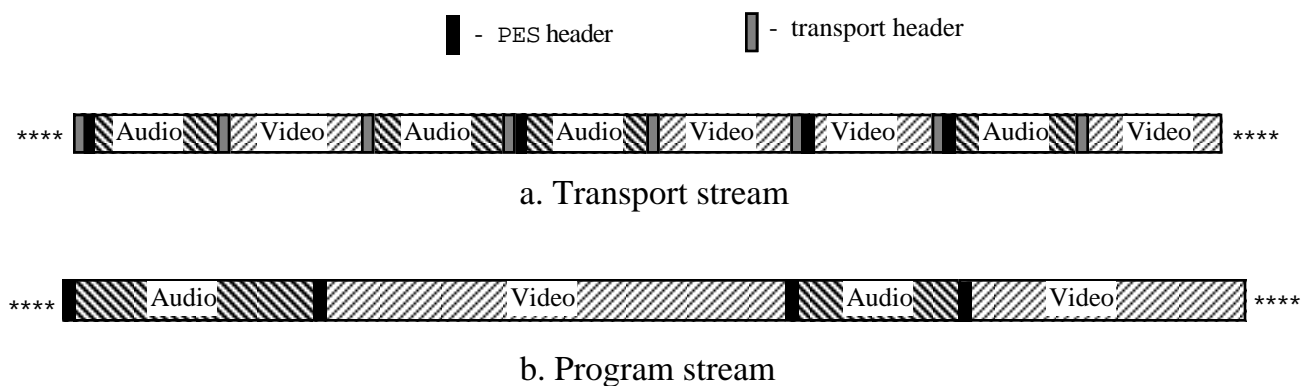 - PES header - transport header
**** Audio Video Audio Audio Video Video Audio Video ****
a. Transport stream
**** Audio Video Audio Video ****
b. Program stream